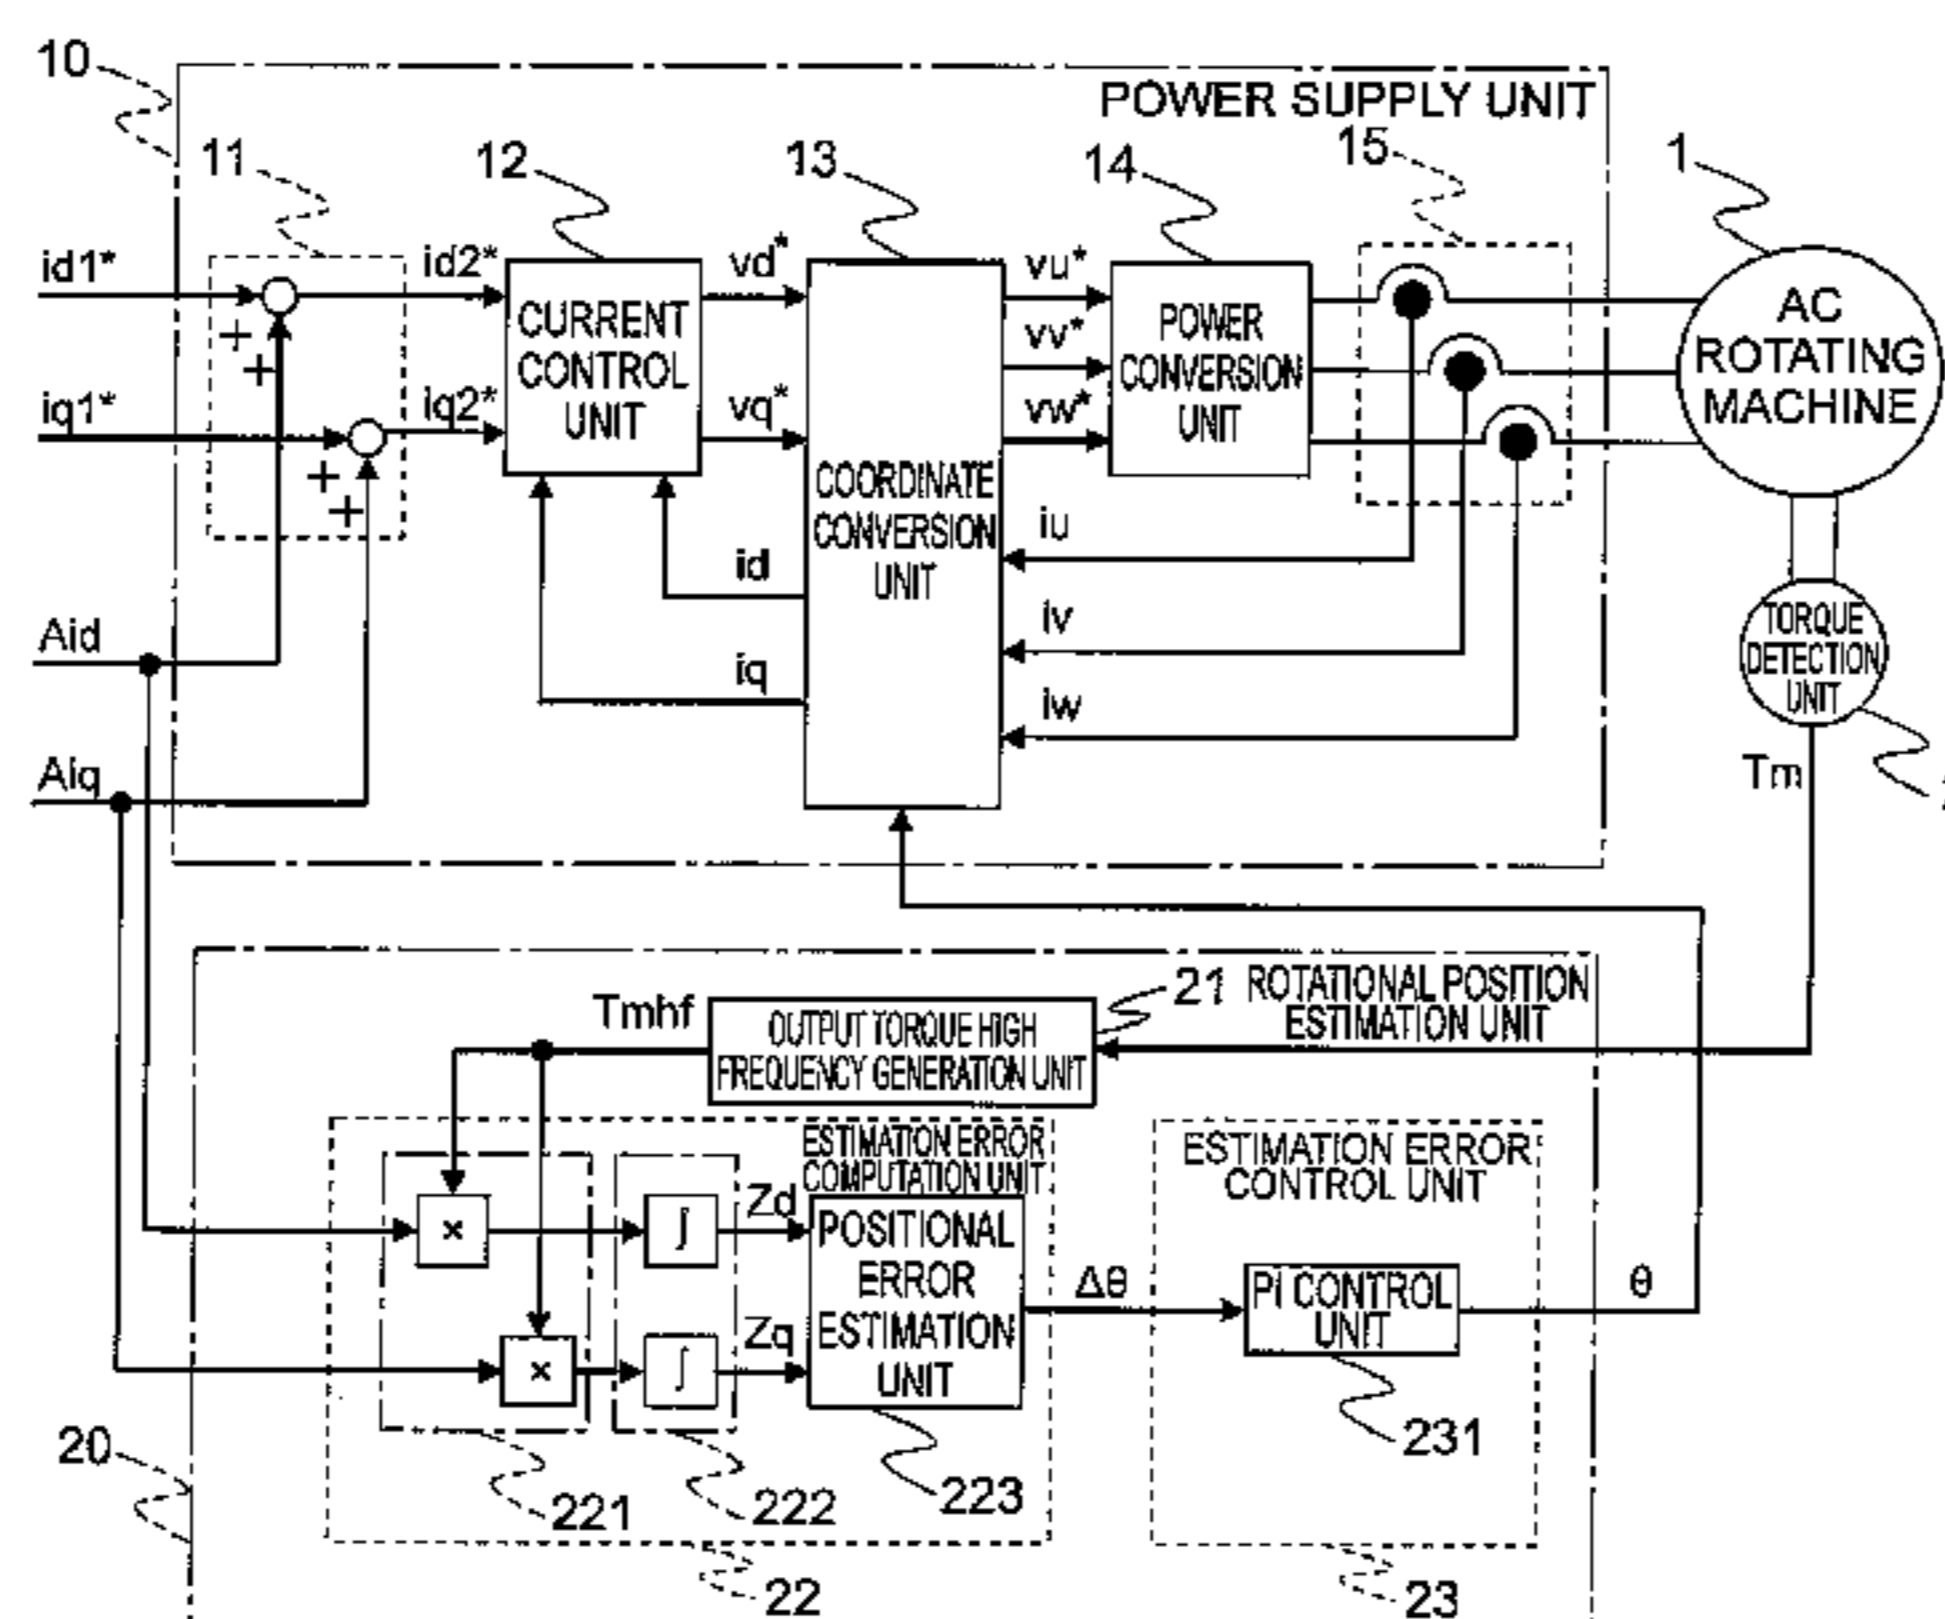 10
POWER SUPPLY UNIT
11
12
13
14
15
1
id1*
id2*
vd*
vu*
+
+
CURRENT
CONTROL
UNIT
vv*
POWER
CONVERSION
UNIT
AC
ROTATING
MACHINE
iq1*
iq2*
vq*
vw*
+
+
COORDINATE
CONVERSION
UNIT
id
iu
Aid
iq
iv
iw
TORQUE
DETECTION
UNIT
Aiq
Tm
21
ROTATIONAL POSITION
ESTIMATION UNIT
Tmhf
OUTPUT TORQUE HIGH
FREQUENCY GENERATION UNIT
ESTIMATION ERROR
COMPUTATION UNIT
ESTIMATION ERROR
CONTROL UNIT
×
∫
Zd
POSITIONAL
ERROR
ESTIMATION
UNIT
×
∫
Zq
Δθ
PI CONTROL
UNIT
θ
20
221
222
223
231
22
23